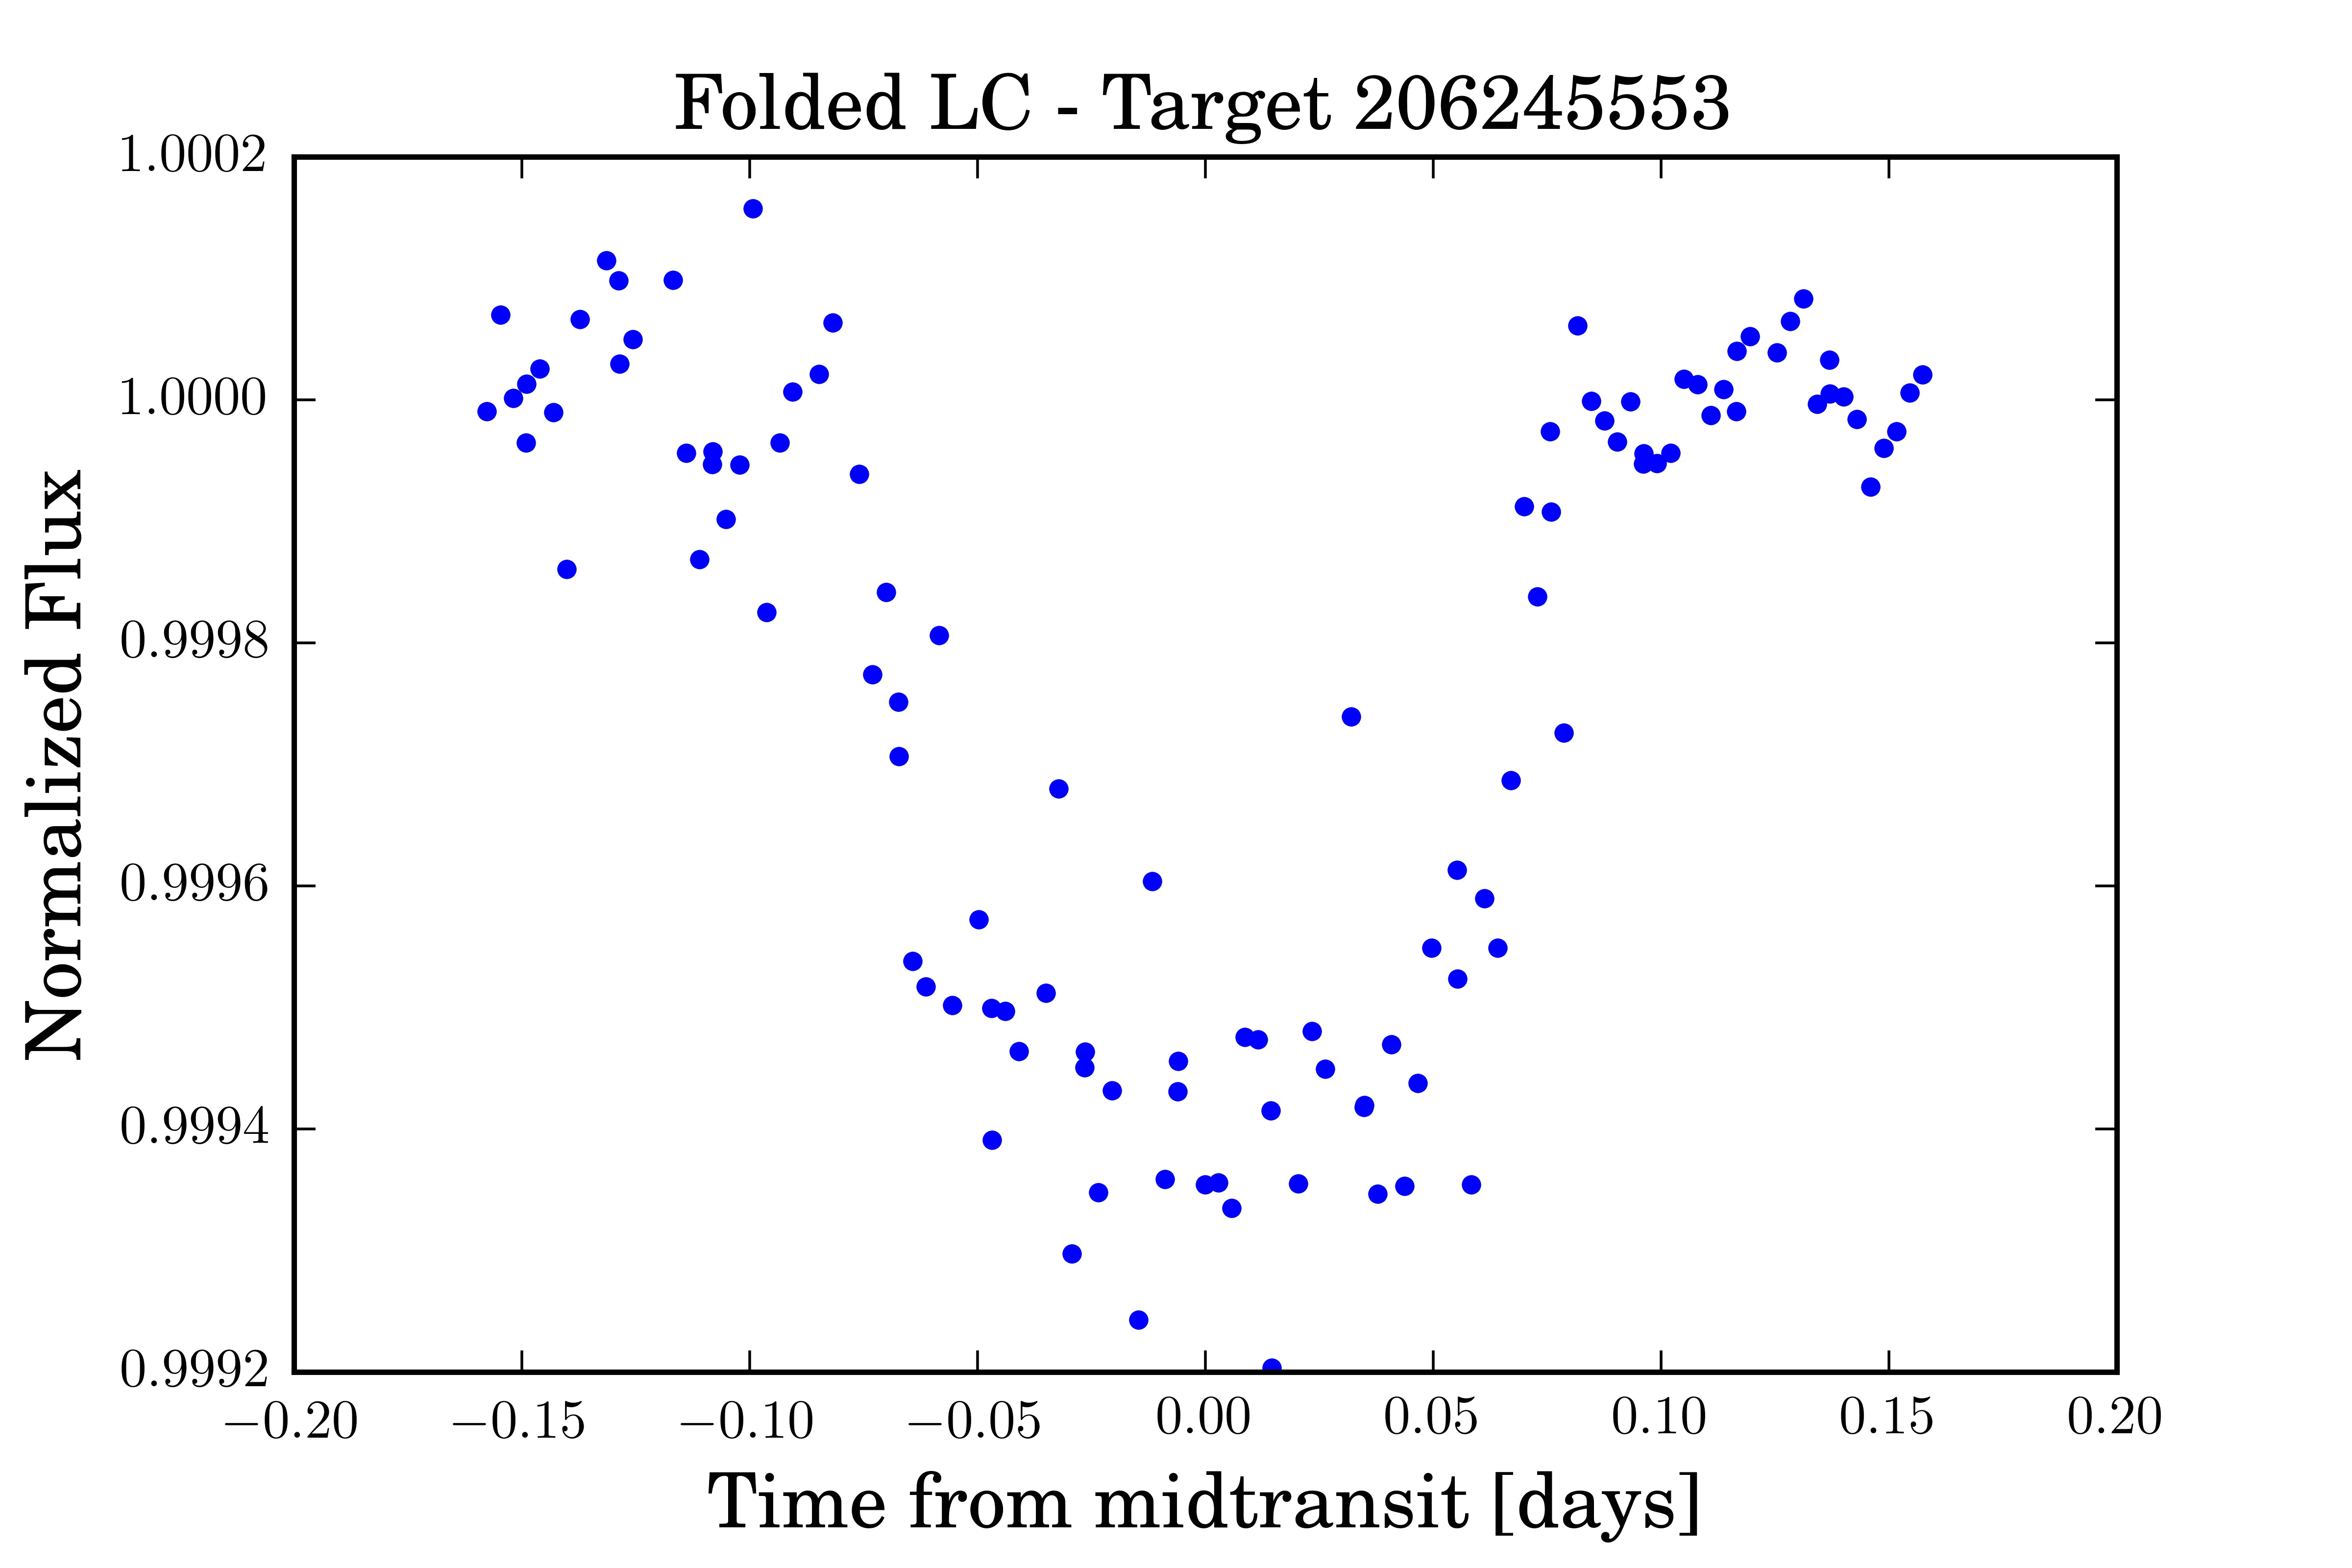 Folded LC - Target 206245553
1.0002
1.0000
0.9998
0.9996
0.9994
0.9992
Normalized Flux
−0.20 −0.15 −0.10 −0.05 0.00 0.05 0.10 0.15 0.20
Time from midtransit [days]